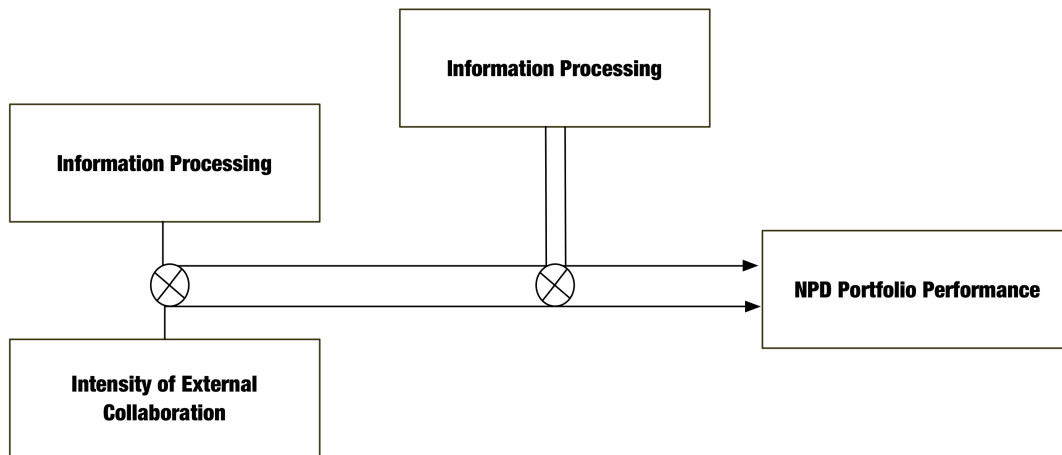 Information Processing
Information Processing
NPD Portfolio Performance
Intensity of External
Collaboration